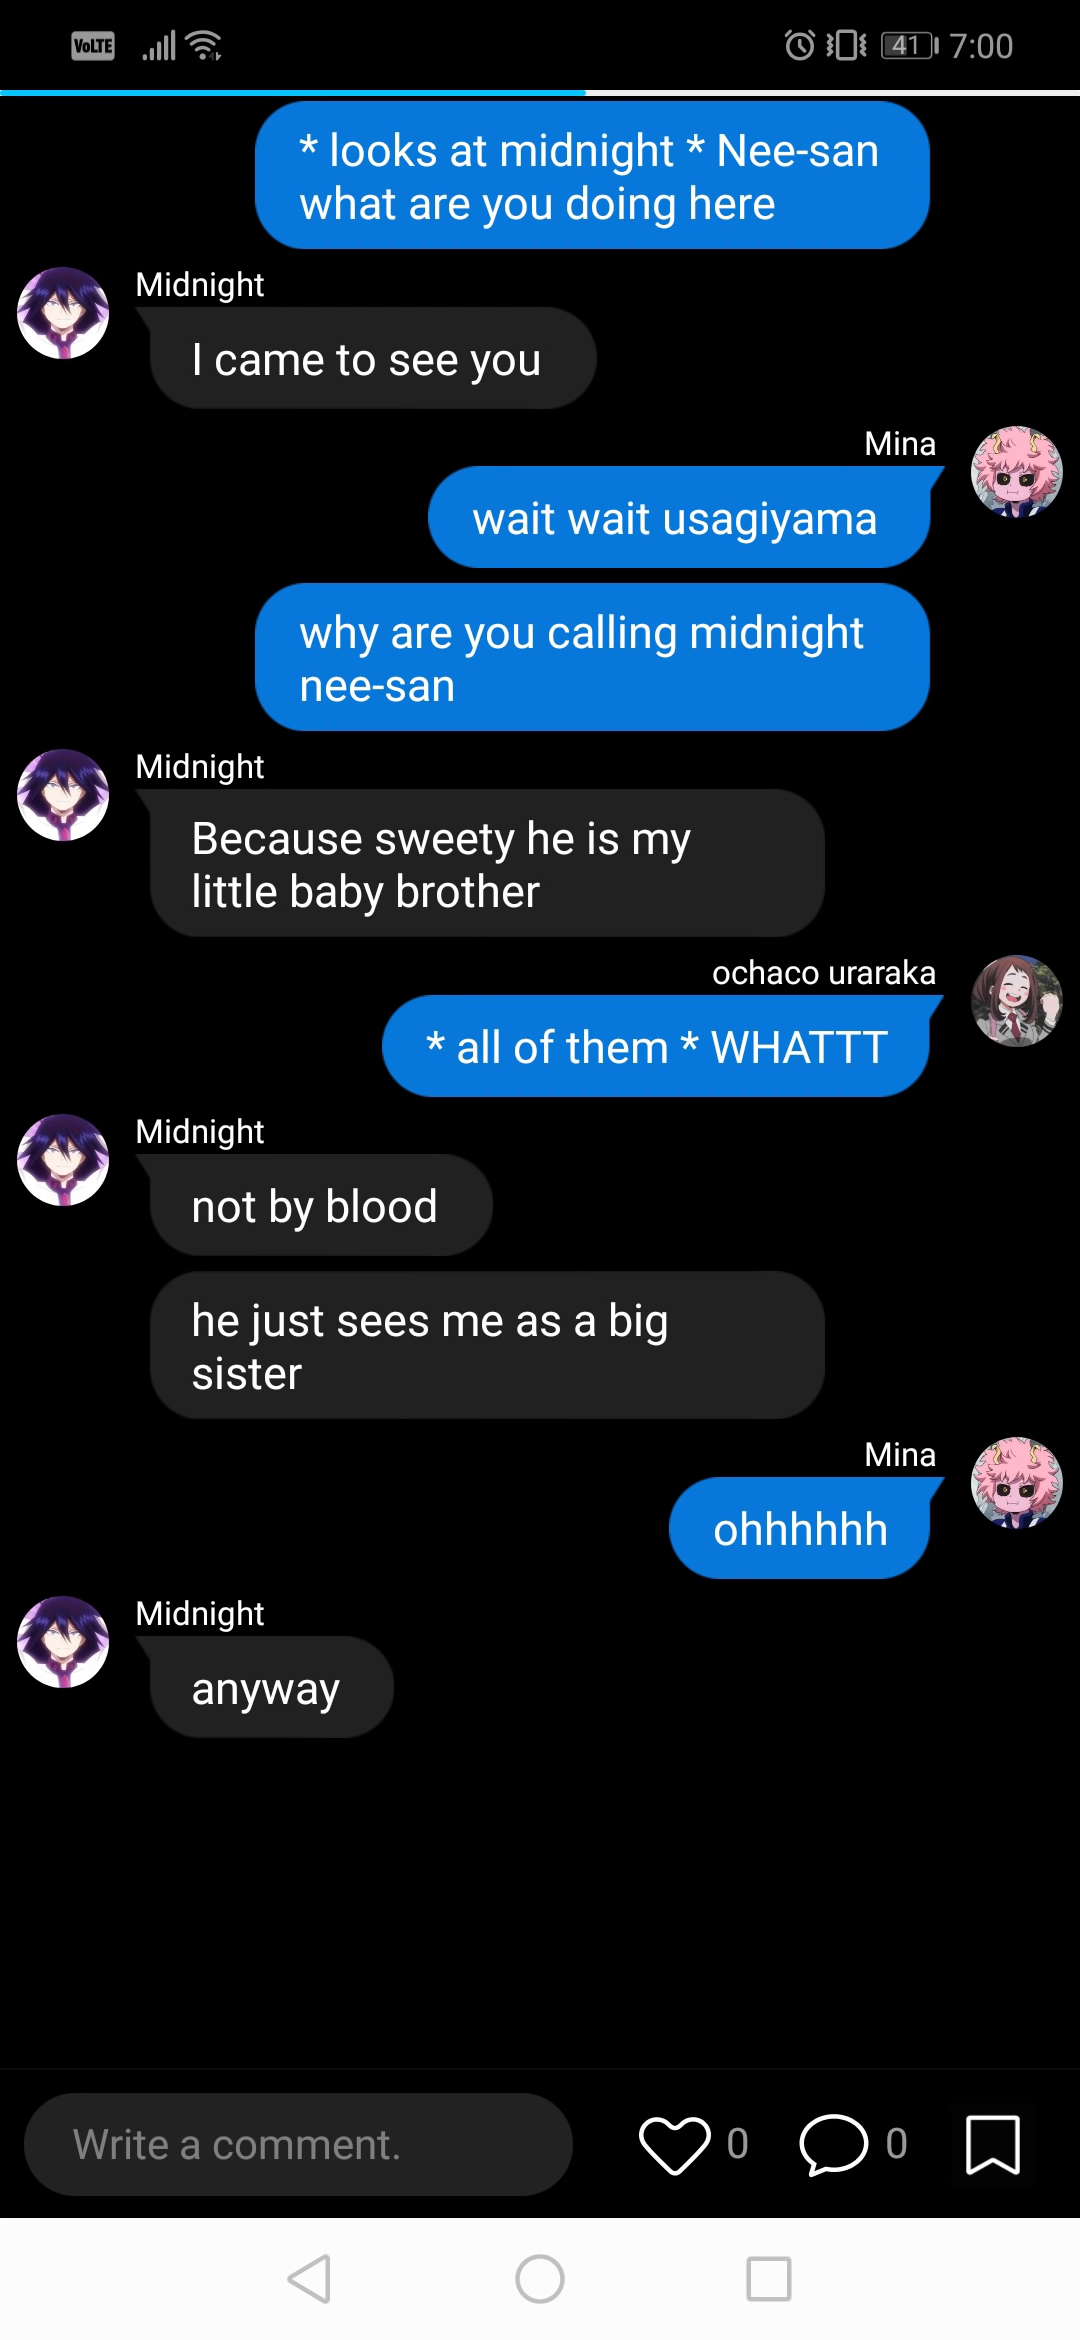 VoLTE 41 7:00
* looks at midnight * Nee-san
what are you doing here
Midnight
I came to see you
Mina
wait wait usagiyama
why are you calling midnight
nee-san
Midnight
Because sweety he is my
little baby brother
ochaco uraraka
* all of them * WHATTT
Midnight
not by blood
he just sees me as a big
sister
Mina
ohhhhhh
Midnight
anyway
Write a comment. 0 0